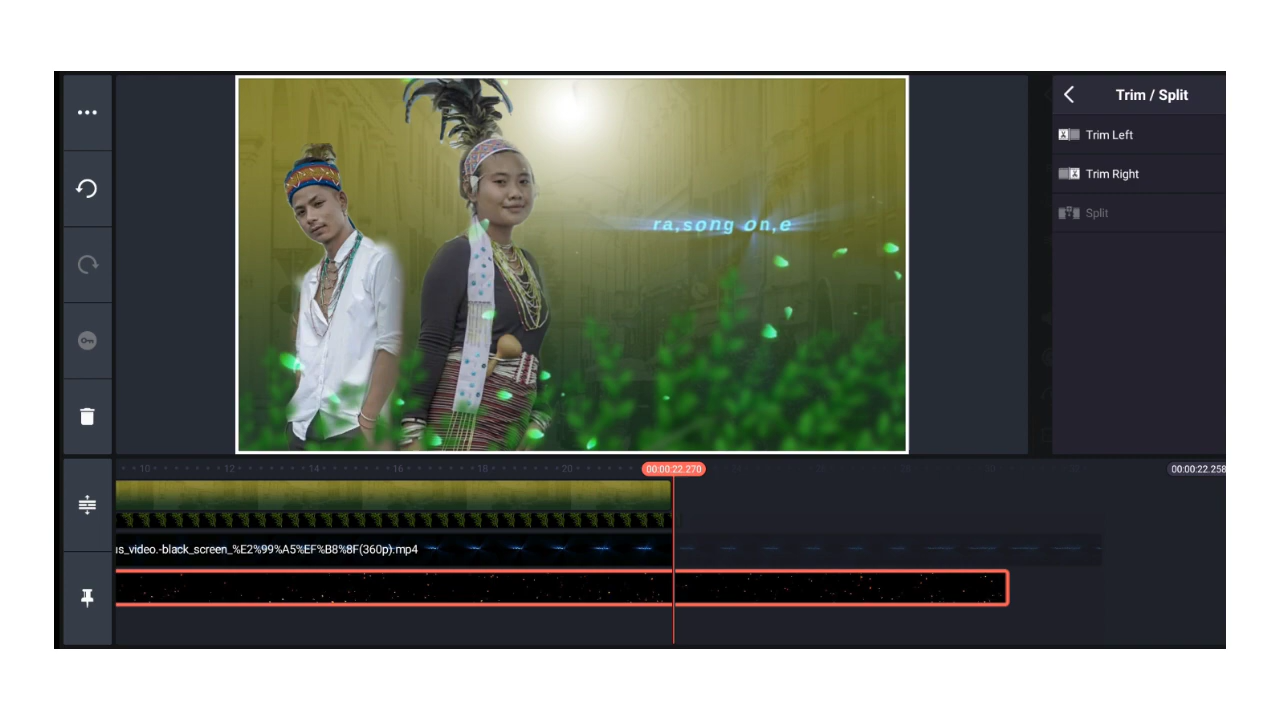 Trim / Split
Trim Left
Trim Right
Split
ra,song on,e
10 12 14 16 18 20
00:00:22.270
00:00:22.258
us_video.-black_screen_%E2%99%A5%EF%B8%8F(360p).mp4